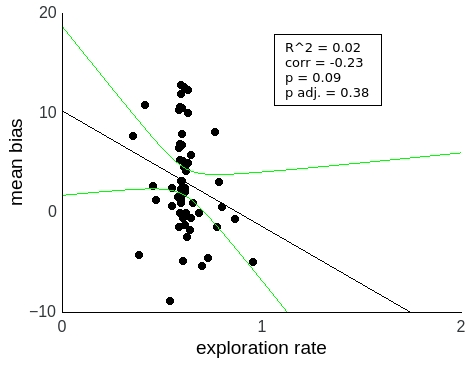 20
10
0
−10
mean bias
R^2 = 0.02
corr = -0.23
p = 0.09
p adj. = 0.38
0
1
2
exploration rate